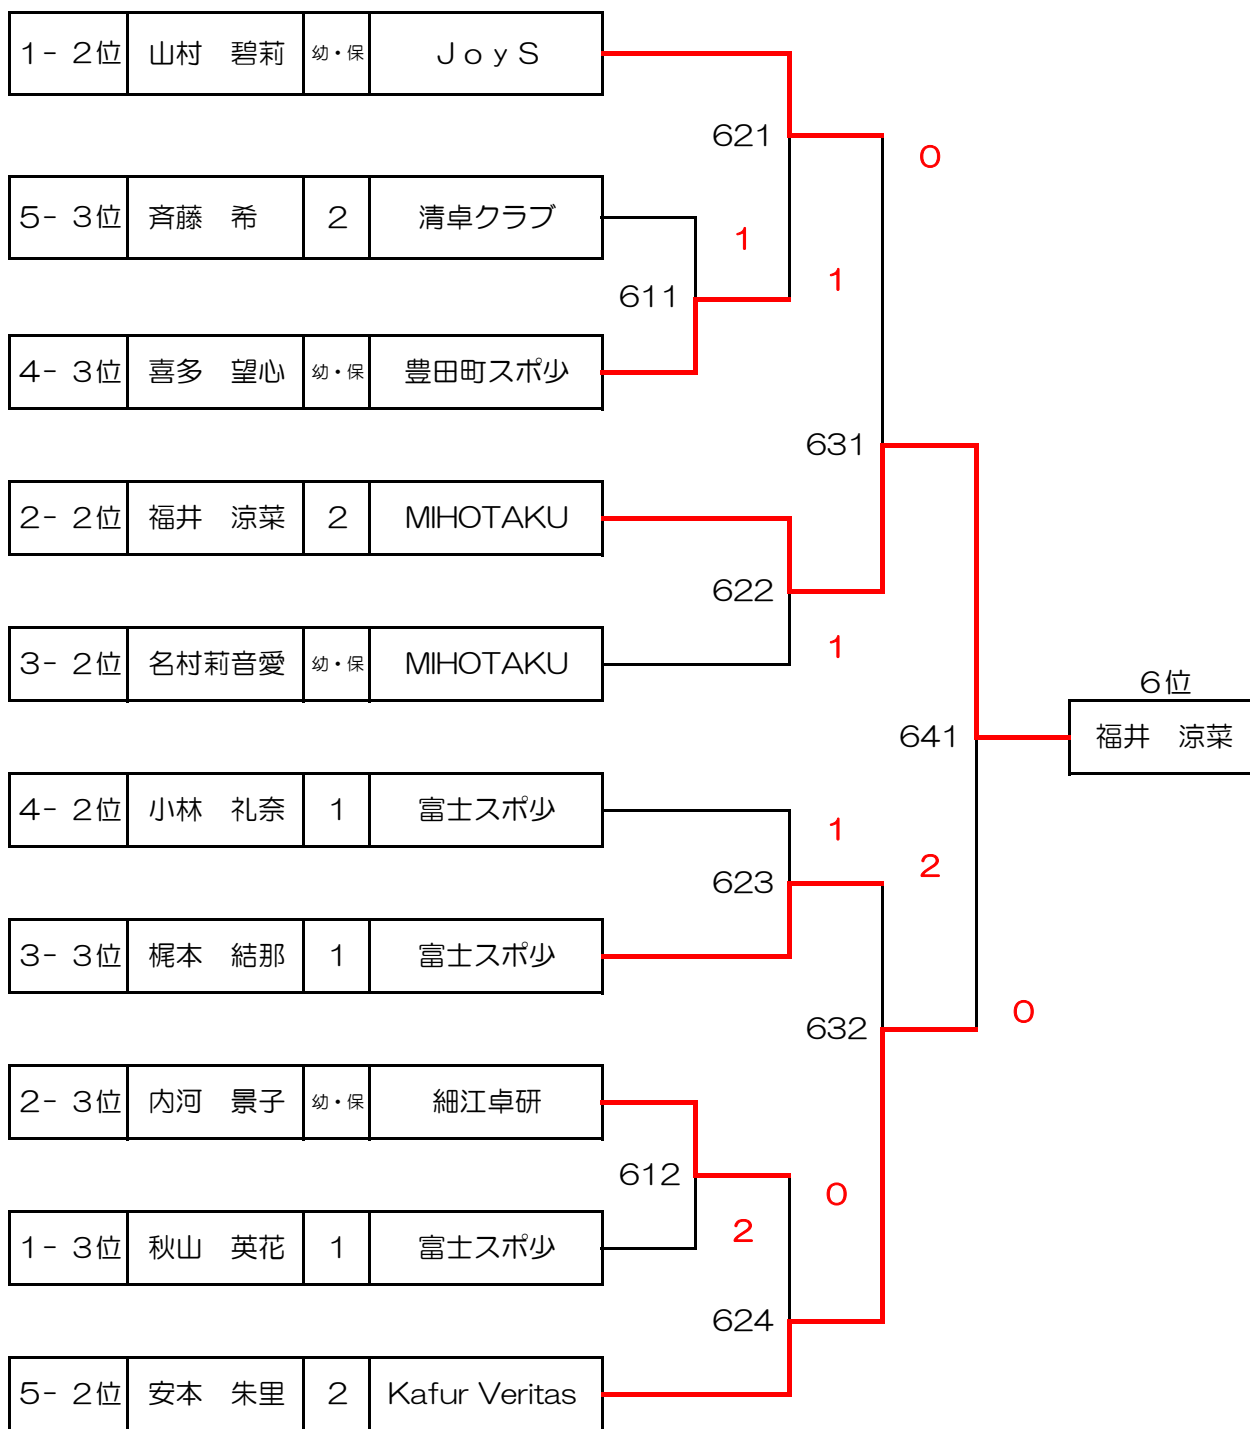 1- 2位 山村 碧莉 幼・保 JoyS
621
0
5- 3位 斉藤 希 2 清卓クラブ
1
1
611
4- 3位 喜多 望心 幼・保 豊田町スポ少
631
2- 2位 福井 涼菜 2 MIHOTAKU
622
1
3- 2位 名村莉音愛 幼・保 MIHOTAKU
6位
641
福井 涼菜
4- 2位 小林 礼奈 1 富士スポ少
1
2
623
3- 3位 梶本 結那 1 富士スポ少
0
632
2- 3位 内河 景子 幼・保 細江卓研
612
0
2
1- 3位 秋山 英花 1 富士スポ少
624
5- 2位 安本 朱里 2 Kafur Veritas